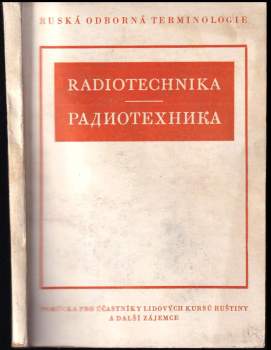 RUSKÁ ODBORNÁ TERMINOLOGIE
RADIOTECHNIKA
РАДИОТЕХНИКА
POMŮCKA PRO ÚČASTNÍKY LIDOVÝCH KURSŮ RUŠTINY
A DALŠÍ ZÁJEMCE